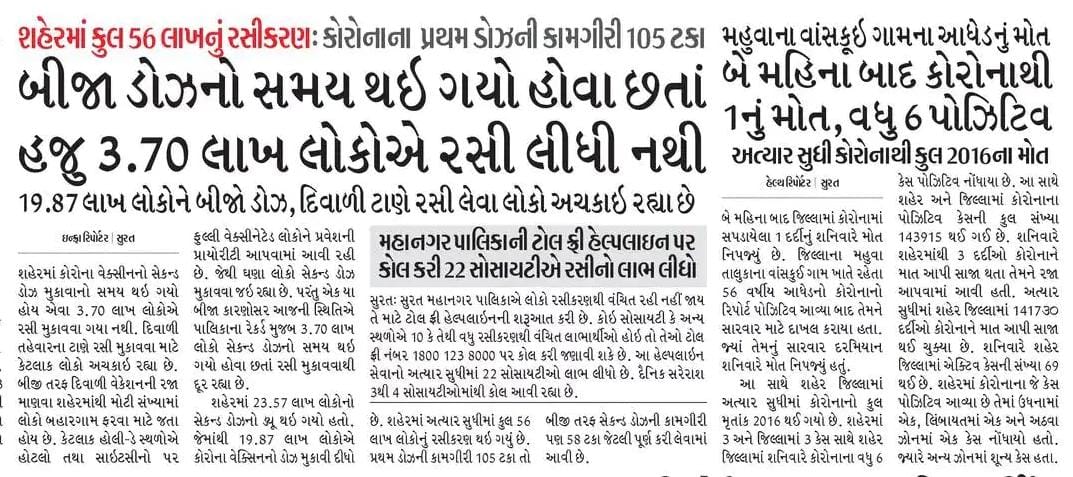 શહેરમાં કુલ 56 લાખનું રસીકરણ: કોરોનાના પ્રથમ ડોઝની કામગીરી 105 ટકા
બીજા ડોઝનો સમય થઇ ગયો હોવા છતાં
હજુ 3.70 લાખ લોકોએ રસી લીધી નથી
19.87 લાખ લોકોને બીજો ડોઝ, દિવાળી ટાણે રસી લેવા લોકો અચકાઇ રહ્યા છે
ઇન્ફ્રા રિપોર્ટર | સુરત
શહેરમાં કોરોના વેક્સીનનો સેકન્ડ
ડોઝ મુકાવાનો સમય થઇ ગયો
હોય એવા 3.70 લાખ લોકોએ
રસી મુકાવવા ગયા નથી. દિવાળી
તહેવારના ટાણે રસી મુકાવવા માટે
કેટલાક લોકો અચકાઇ રહ્યા છે.
બીજી તરફ દિવાળી વેકેશનની રજા
માણવા શહેરમાંથી મોટી સંખ્યામાં
લોકો બહારગામ ફરવા માટે જતા
હોય છે. કેટલાક હોલી-ડે સ્થળોએ
હોટલો તથા સાઇટસીનો પર
ફુલ્લી વેક્સીનેટેડ લોકોને પ્રવેશની
પ્રાયોરીટી આપવામાં આવી રહી
છે. જેથી ઘણા લોકો સેકન્ડ ડોઝ
મુકાવવા જઇ રહ્યા છે. પરંતુ એક યા
બીજા કારણોસર આજની સ્થિતિએ
પાલિકાના રેકર્ડ મુજબ 3.70 લાખ
લોકો સેકન્ડ ડોઝનો સમય થઇ
ગયો હોવા છતાં રસી મુકાવવાથી
દૂર રહ્યા છે.
શહેરમાં 23.57 લાખ લોકોનો
સેકન્ડ ડોઝનો ડ્યૂ થઇ ગયો હતો.
જેમાંથી 19.87 લાખ લોકોએ
કોરોના વેક્સિનનો ડોઝ મુકાવી દીધો
મહાનગર પાલિકાની ટોલ ફ્રી હેલ્પલાઇન પર
કોલ કરી 22 સોસાયટીએ રસીનો લાભ લીધો
સુરત: સુરત મહાનગર પાલિકાએ લોકો રસીકરણથી વંચિત રહી નહીં જાય
તે માટે ટોલ ફ્રી હેલ્પલાઇનની શરૂઆત કરી છે. કોઇ સોસાયટી કે અન્ય
સ્થળોએ 10 કે તેથી વધુ રસીકરણથી વંચિત લાભાર્થીઓ હોઇ તો તેઓ ટોલ
ફ્રી નંબર 1800 123 8000 પર કોલ કરી જણાવી શકે છે. આ હેલ્પલાઇન
સેવાનો અત્યાર સુધીમાં 22 સોસાયટીઓ લાભ લીધો છે. દૈનિક સરેરાશ
3થી 4 સોસાયટીઓમાંથી કોલ આવી રહ્યા છે.
છે. શહેરમાં અત્યાર સુધીમાં કુલ 56
લાખ લોકોનું રસીકરણ થઇ ગયું છે.
પ્રથમ ડોઝની કામગીરી 105 ટકા તો
બીજી તરફ સેકન્ડ ડોઝની કામગીરી
પણ 58 ટકા જેટલી પૂર્ણ કરી લેવામાં
આવી છે.
મહુવાના વાંસકૂઇ ગામના આધેડનું મોત
બે મહિના બાદ કોરોનાથી
1નું મોત, વધુ 6 પોઝિટિવ
અત્યાર સુધી કોરોનાથી કુલ 2016ના મોત
હેલ્થ રિપોર્ટર | સુરત
બે મહિના બાદ જિલ્લામાં કોરોનામાં
સપડાયેલા 1 દર્દીનું શનિવારે મોત
નિપજ્યું છે. જિલ્લાના મહુવા
તાલુકાના વાંસકુઈ ગામ ખાતે રહેતા
56 વર્ષીય આધેડનો કોરોનાનો
રિપોર્ટ પોઝિટિવ આવ્યા બાદ તેમને
સારવાર માટે દાખલ કરાયા હતા.
જ્યાં તેમનું સારવાર દરમિયાન
શનિવારે મોત નિપજ્યું હતું.
આ સાથે શહેર જિલ્લામાં
અત્યાર સુધીમાં કોરોનાનો કુલ
મૃતાંક 2016 થઈ ગયો છે. શહેરમાં
3 અને જિલ્લામાં 3 કેસ સાથે શહેર
જિલ્લામાં શનિવારે કોરોનાના વધુ 6
કેસ પોઝિટિવ નોંધાયા છે. આ સાથે
શહેર અને જિલ્લામાં કોરોનાના
પોઝિટિવ કેસની કુલ સંખ્યા
143915 થઈ ગઈ છે. શનિવારે
શહેરમાંથી 3 દર્દીઓ કોરોનાને
માત આપી સાજા થતા તેમને રજા
આપવામાં આવી હતી. અત્યાર
સુધીમાં શહેર જિલ્લામાં 141730
દર્દીઓ કોરોનાને માત આપી સાજા
થઈ ચુક્યા છે. શનિવારે શહેર
જિલ્લામાં એક્ટિવ કેસની સંખ્યા 69
થઈ છે. શહેરમાં કોરોનાના જે કેસ
પોઝિટિવ આવ્યા છે તેમાં ઉધનામાં
એક, લિંબાયતમાં એક અને અઠવા
ઝોનમાં એક કેસ નોંધાયો હતો.
જ્યારે અન્ય ઝોનમાં શૂન્ય કેસ હતા.